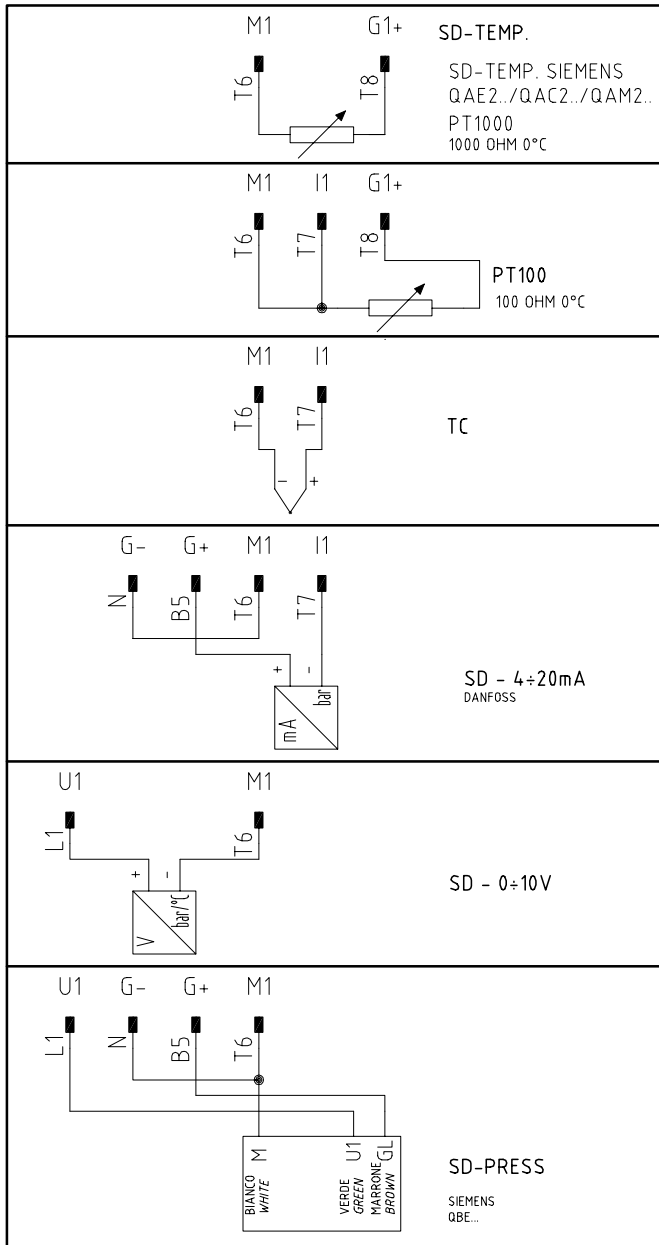 M1 G1+ SD-TEMP.
T6 T8 SD-TEMP. SIEMENS
QAE2../QAC2../QAM2..
PT1000
1000 OHM 0°C
M1 I1 G1+
T6 T7 T8
PT100
100 OHM 0°C
M1 I1
T6 T7
TC
- +
G- G+ M1 I1
N B5 T6 T7
+ -
mA bar
SD - 4÷20mA
DANFOSS
U1 M1
L1 T6
+ -
V bar/°C
SD - 0÷10V
U1 G- G+ M1
L1 N B5 T6
M U1 GL
BIANCO
WHITE
VERDE
GREEN
MARRONE
BROWN
SD-PRESS
SIEMENS
QBE...